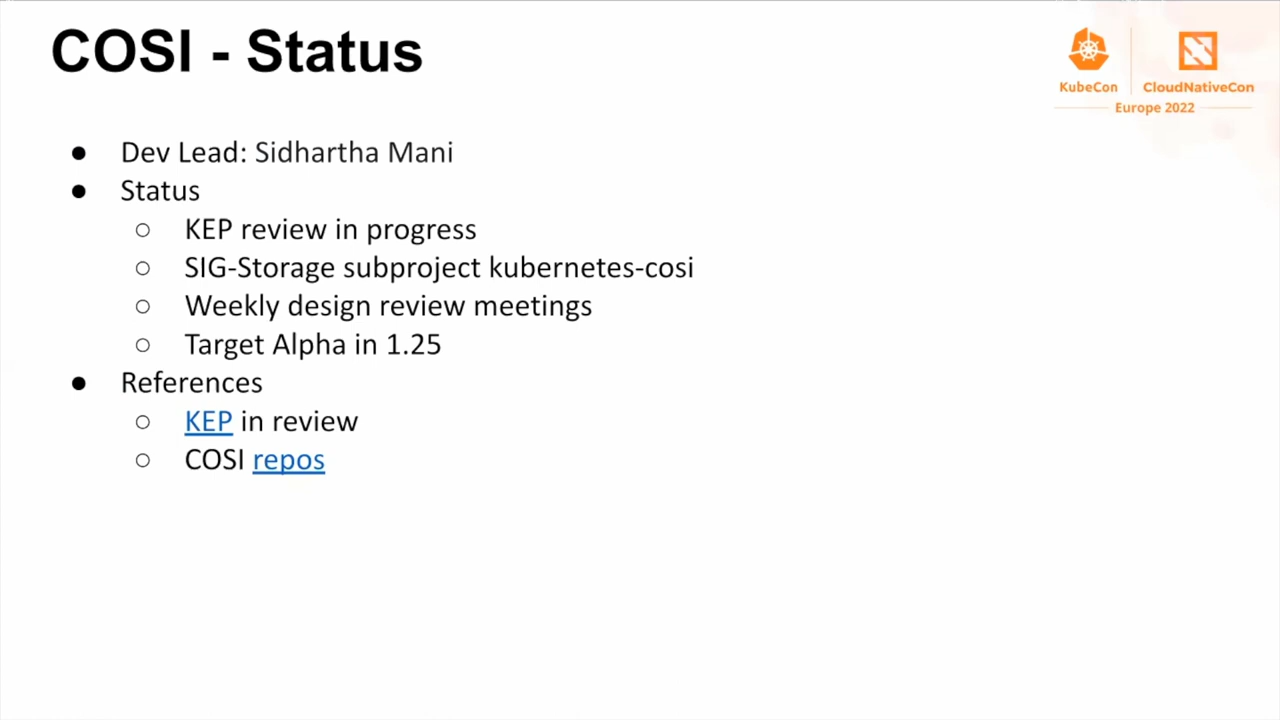 COSI - Status
KubeCon
CloudNativeCon
Europe 2022
● Dev Lead: Sidhartha Mani
● Status
○ KEP review in progress
○ SIG-Storage subproject kubernetes-cosi
○ Weekly design review meetings
○ Target Alpha in 1.25
● References
○ KEP in review
○ COSI repos